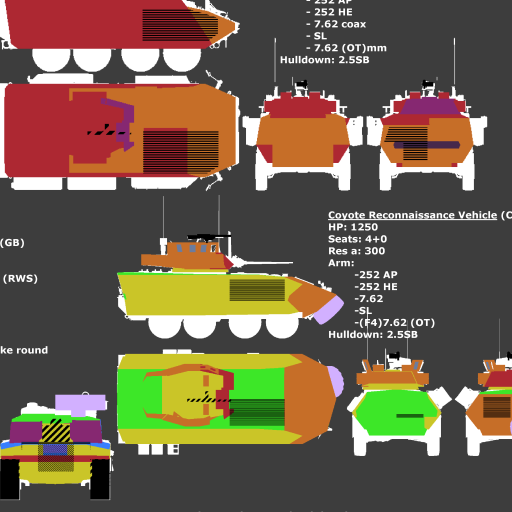 - 252 AP
- 252 HE
- 7.62 coax
- SL
- 7.62 (OT)mm
Hulldown: 2.5SB
Coyote Reconnaissance Vehicle (C
HP: 1250
Seats: 4+0
Res a: 300
Arm:
-252 AP
-252 HE
-7.62
-SL
-(F4)7.62 (OT)
Hulldown: 2.5SB
(GB)
(RWS)
ke round